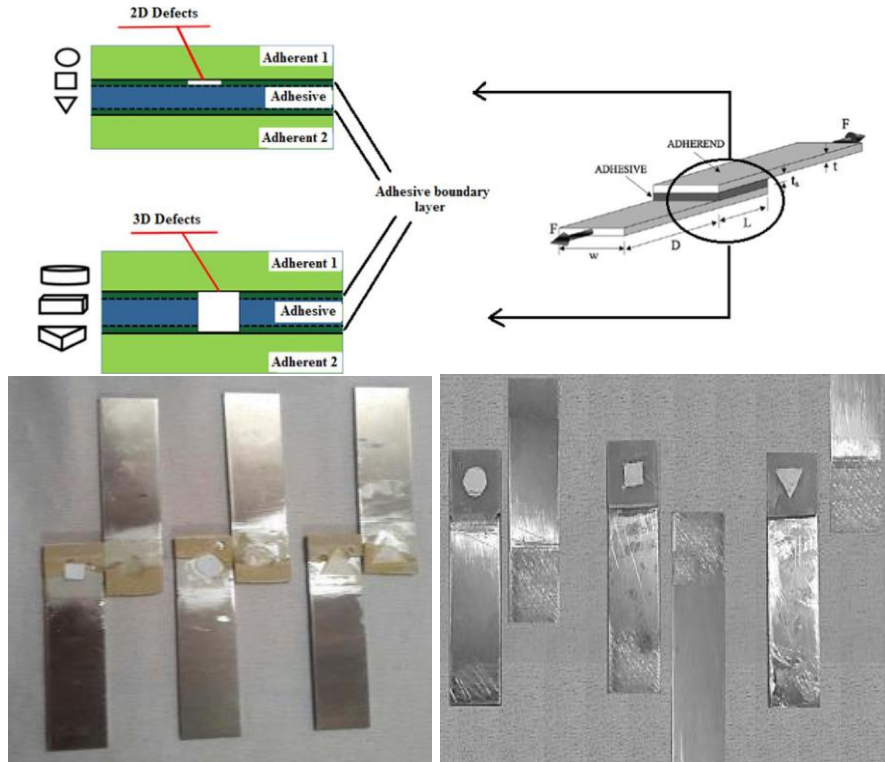 2D Defects
Adherent 1
Adhesive
Adherent 2
Adhesive boundary
layer
3D Defects
Adherent 1
Adhesive
Adherent 2
F
ADHEREND
ADHESIVE
t
tₐ
L
D
F
w